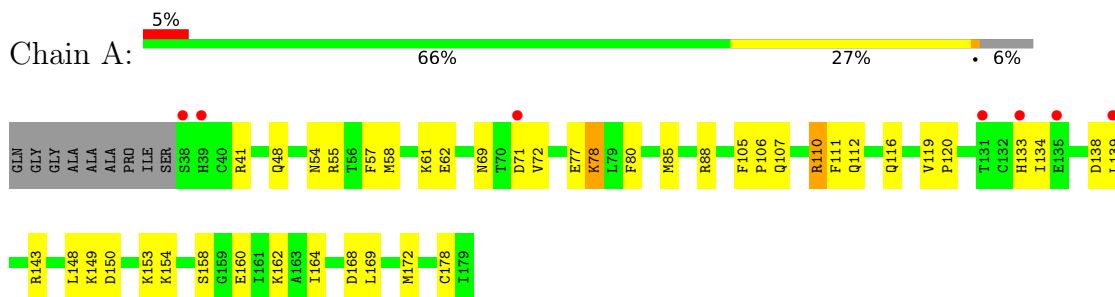 5%
Chain A:
66% 27% • 6%
GLN GLY GLY ALA ALA ALA PRO ILE SER S38 H39 C40 R41 Q48 N54 R55 T56 F57 M58 K61 E62 N69 T70 D71 V72 E77 K78 L79 F80 M85 R88 F105 P106 Q107 R110 F111 Q112 Q116 V119 P120 T131 C132 H133 I134 E135 D138 L139
R143 L148 K149 D150 K153 K154 S158 G159 E160 I161 K162 A163 I164 D168 L169 M172 C178 I179